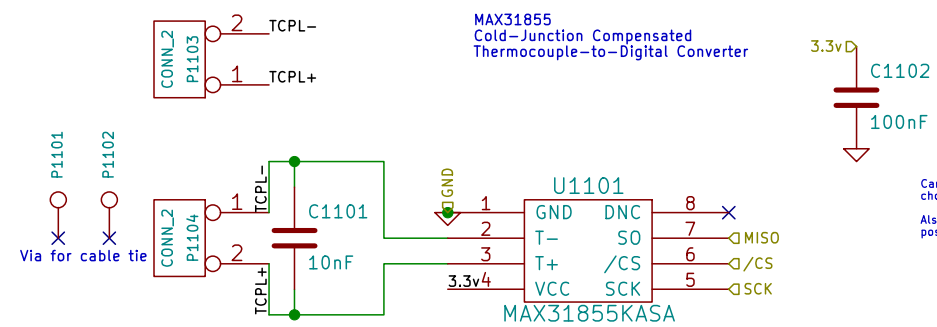 MAX31855
Cold-Junction Compensated
Thermocouple-to-Digital Converter
CONN_2
P1103
2
TCPL-
1
TCPL+
3.3v
C1102
100nF
P1101
P1102
Via for cable tie
CONN_2
P1104
1
TCPL-
2
TCPL+
C1101
10nF
GND
U1101
1
GND
DNC
8
2
T-
SO
7
MISO
3
T+
/CS
6
/CS
3.3v
4
VCC
SCK
5
SCK
MAX31855KASA